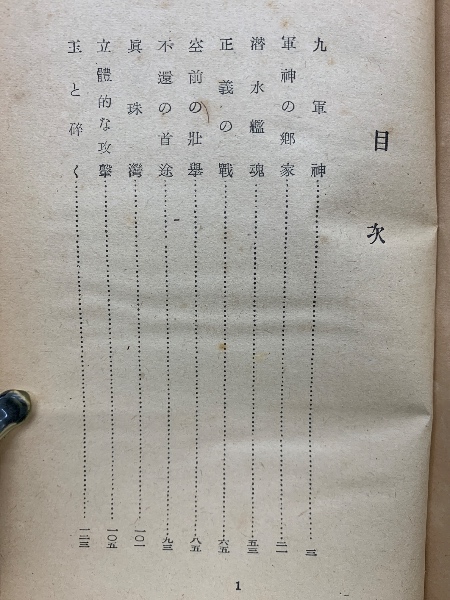 目次
九軍神……三
軍神の鄕家……二一
潜水艦魂……五三
正義の戰……六五
空前の壯擧……八五
不還の首途……九三
眞珠灣……一〇一
立體的な攻擊……一〇五
玉と碎く……一二三
1